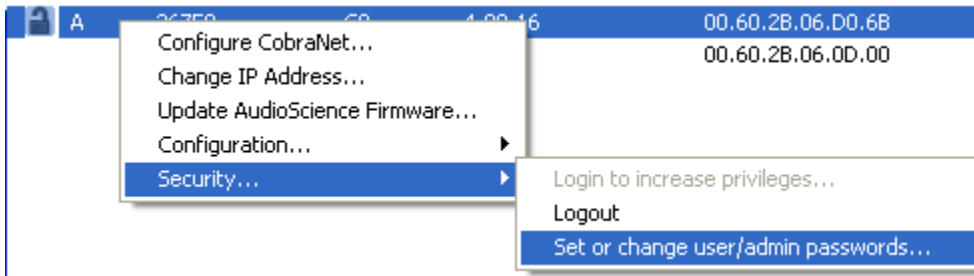 A 00.60.2B.06.D0.6B
Configure CobraNet... 00.60.2B.06.0D.00
Change IP Address...
Update AudioScience Firmware...
Configuration...
Security... Login to increase privileges...
Logout
Set or change user/admin passwords...